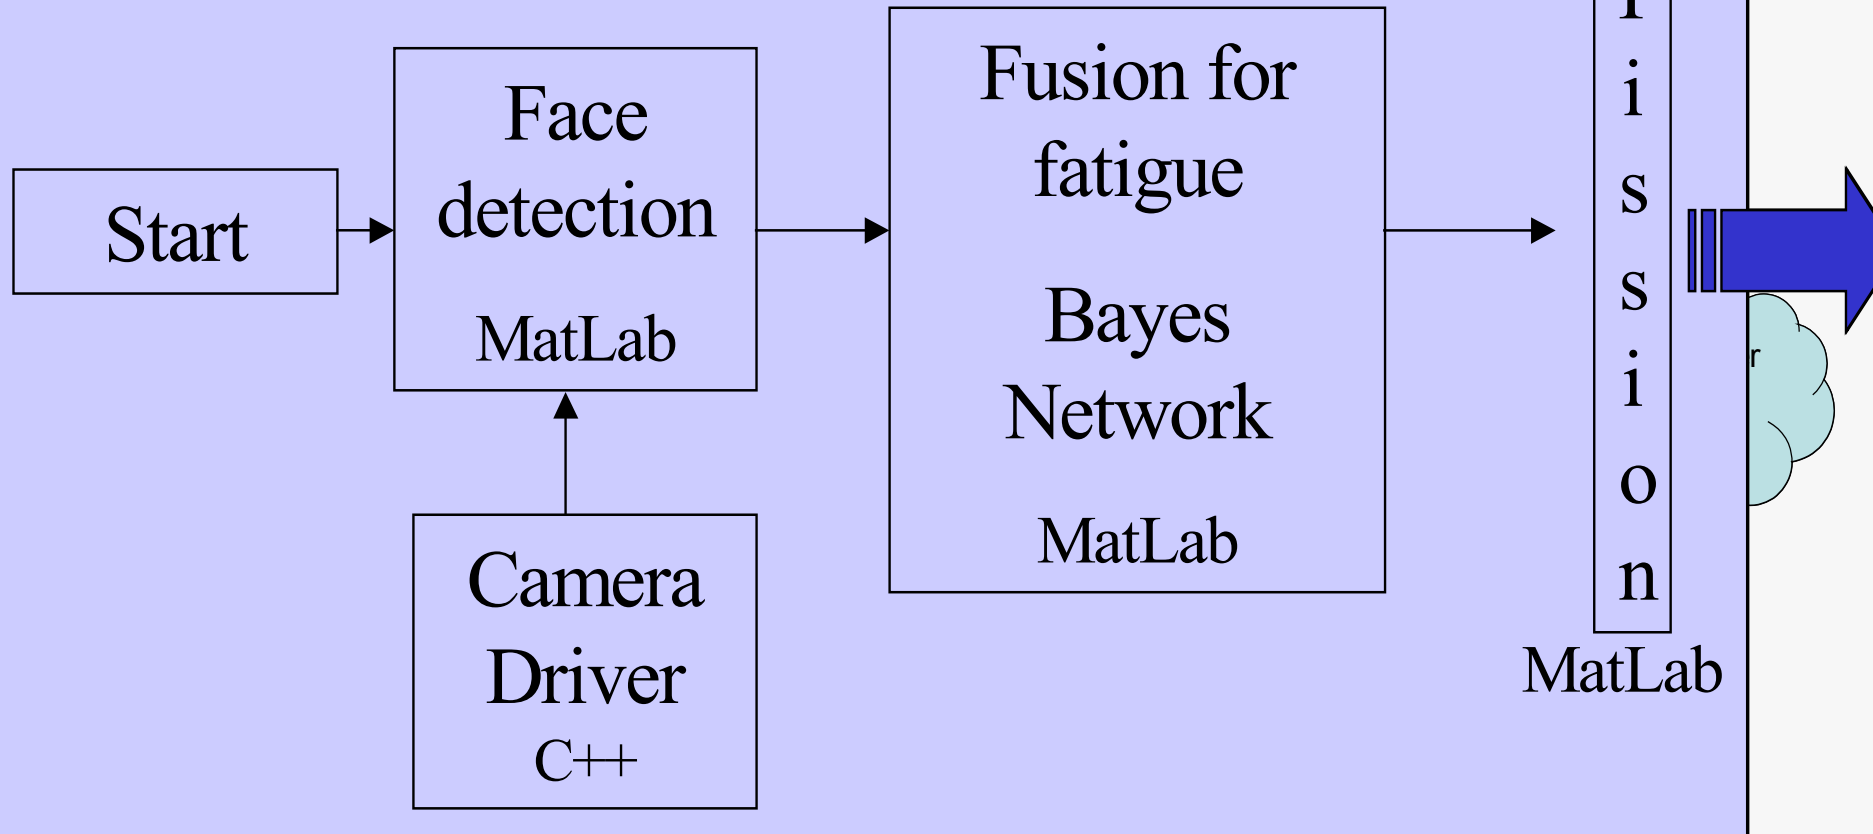 Start
Face
detection
MatLab
Camera
Driver
C++
Fusion for
fatigue
Bayes
Network
MatLab
i
s
s
i
o
n
MatLab
r